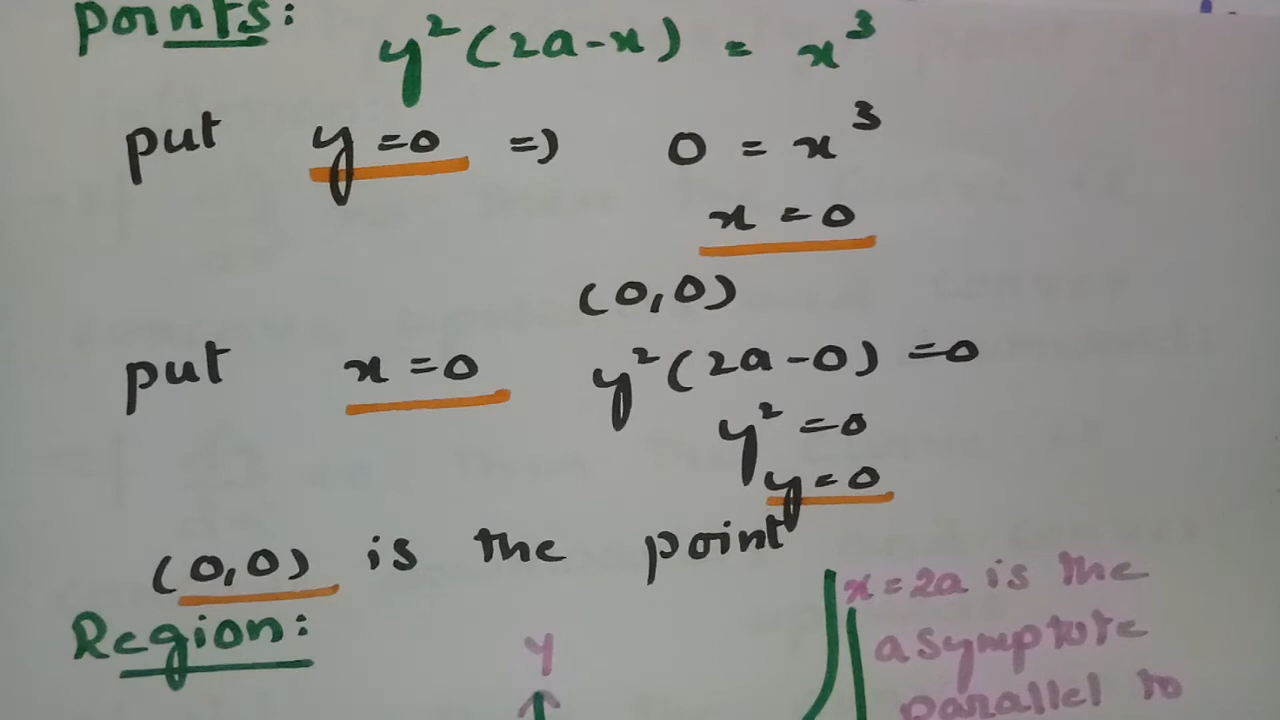 points:
y²(2a-x) = x³
put y=0 => 0 = x³
x = 0
(0,0)
put x=0 y²(2a-0) =0
y² =0
y=0
(0,0) is the point
Region:
x=2a is the
asymptote
parallel to
y